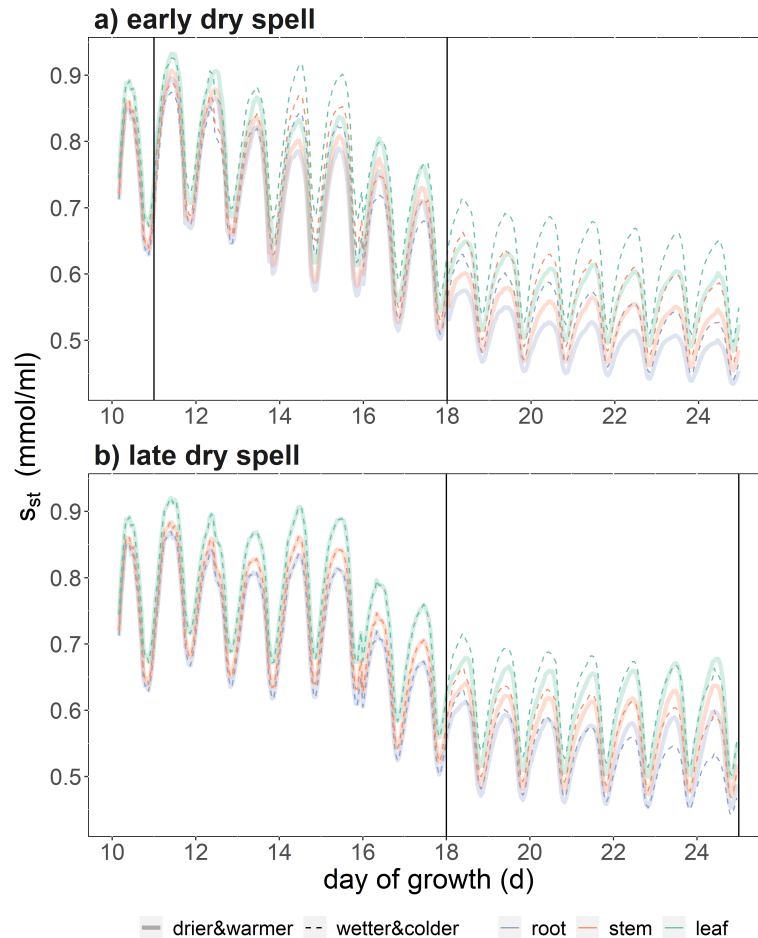 a) early dry spell
0.9
0.8
0.7
0.6
0.5
10 12 14 16 18 20 22 24
s_st (mmol/ml)
b) late dry spell
0.9
0.8
0.7
0.6
0.5
10 12 14 16 18 20 22 24
day of growth (d)
drier&warmer wetter&colder root stem leaf